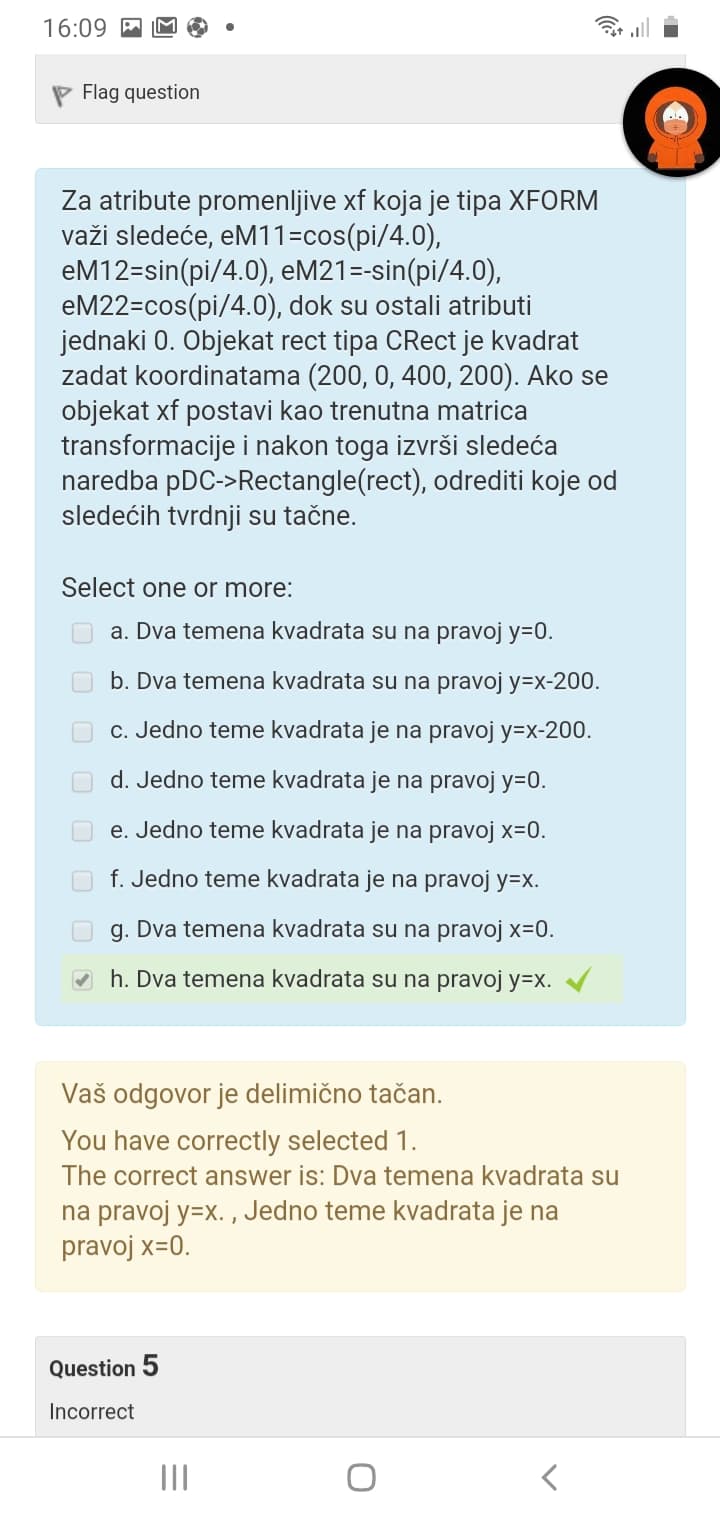 16:09
Flag question
Za atribute promenljive xf koja je tipa XFORM
važi sledeće, eM11=cos(pi/4.0),
eM12=sin(pi/4.0), eM21=-sin(pi/4.0),
eM22=cos(pi/4.0), dok su ostali atributi
jednaki 0. Objekat rect tipa CRect je kvadrat
zadat koordinatama (200, 0, 400, 200). Ako se
objekat xf postavi kao trenutna matrica
transformacije i nakon toga izvrši sledeća
naredba pDC->Rectangle(rect), odrediti koje od
sledećih tvrdnji su tačne.
Select one or more:
a. Dva temena kvadrata su na pravoj y=0.
b. Dva temena kvadrata su na pravoj y=x-200.
c. Jedno teme kvadrata je na pravoj y=x-200.
d. Jedno teme kvadrata je na pravoj y=0.
e. Jedno teme kvadrata je na pravoj x=0.
f. Jedno teme kvadrata je na pravoj y=x.
g. Dva temena kvadrata su na pravoj x=0.
h. Dva temena kvadrata su na pravoj y=x.
Vaš odgovor je delimično tačan.
You have correctly selected 1.
The correct answer is: Dva temena kvadrata su
na pravoj y=x. , Jedno teme kvadrata je na
pravoj x=0.
Question 5
Incorrect